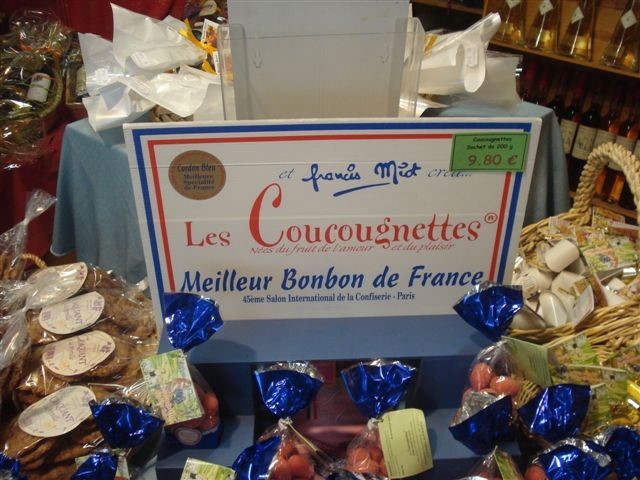 Coucougnettes
Sachet de 200 g
9.80 €
Cordon Bleu
Meilleure
Spécialité
de France
et francis Miot créa...
Les Coucougnettes®
Nées du fruit de l'amour et du plaisir
Meilleur Bonbon de France
45ème Salon International de la Confiserie - Paris